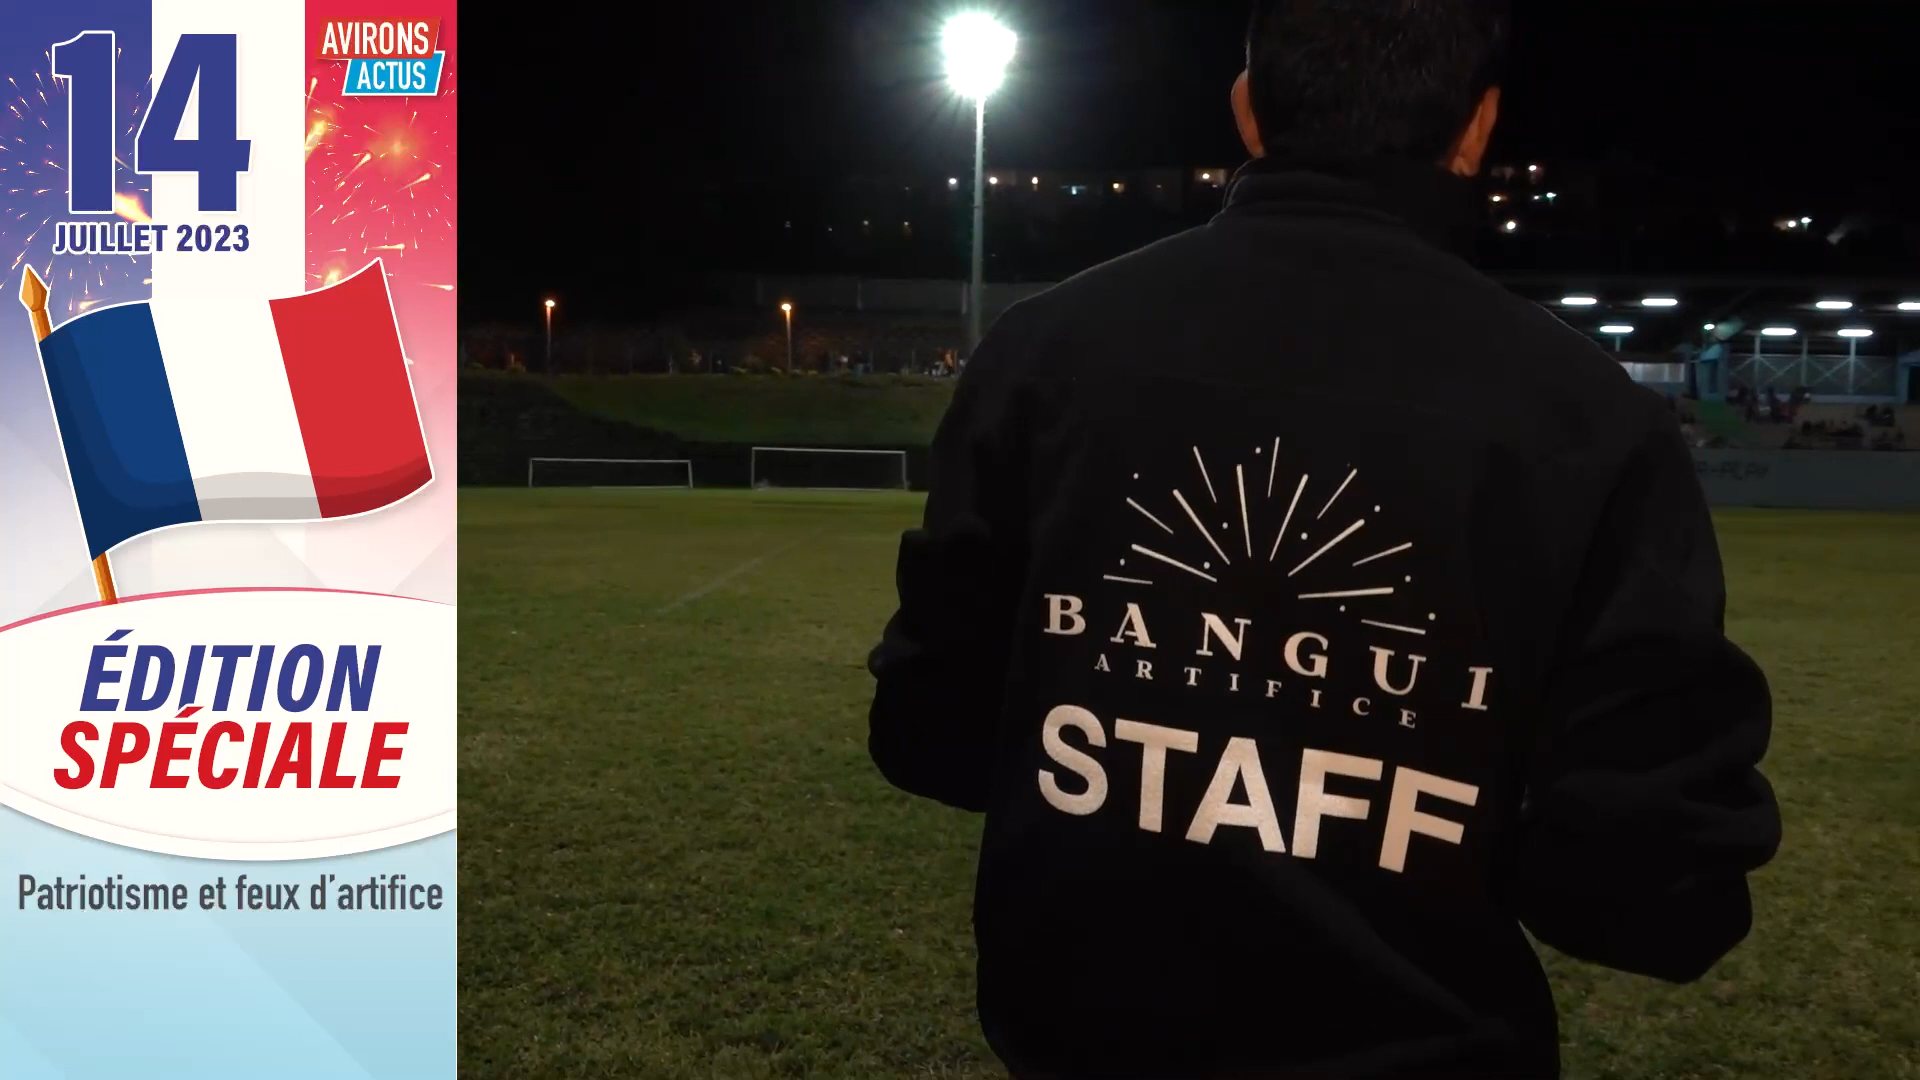 14
JUILLET 2023
AVIRONS
ACTUS
ÉDITION
SPÉCIALE
Patriotisme et feux d'artifice
BANGUI
ARTIFICE
STAFF